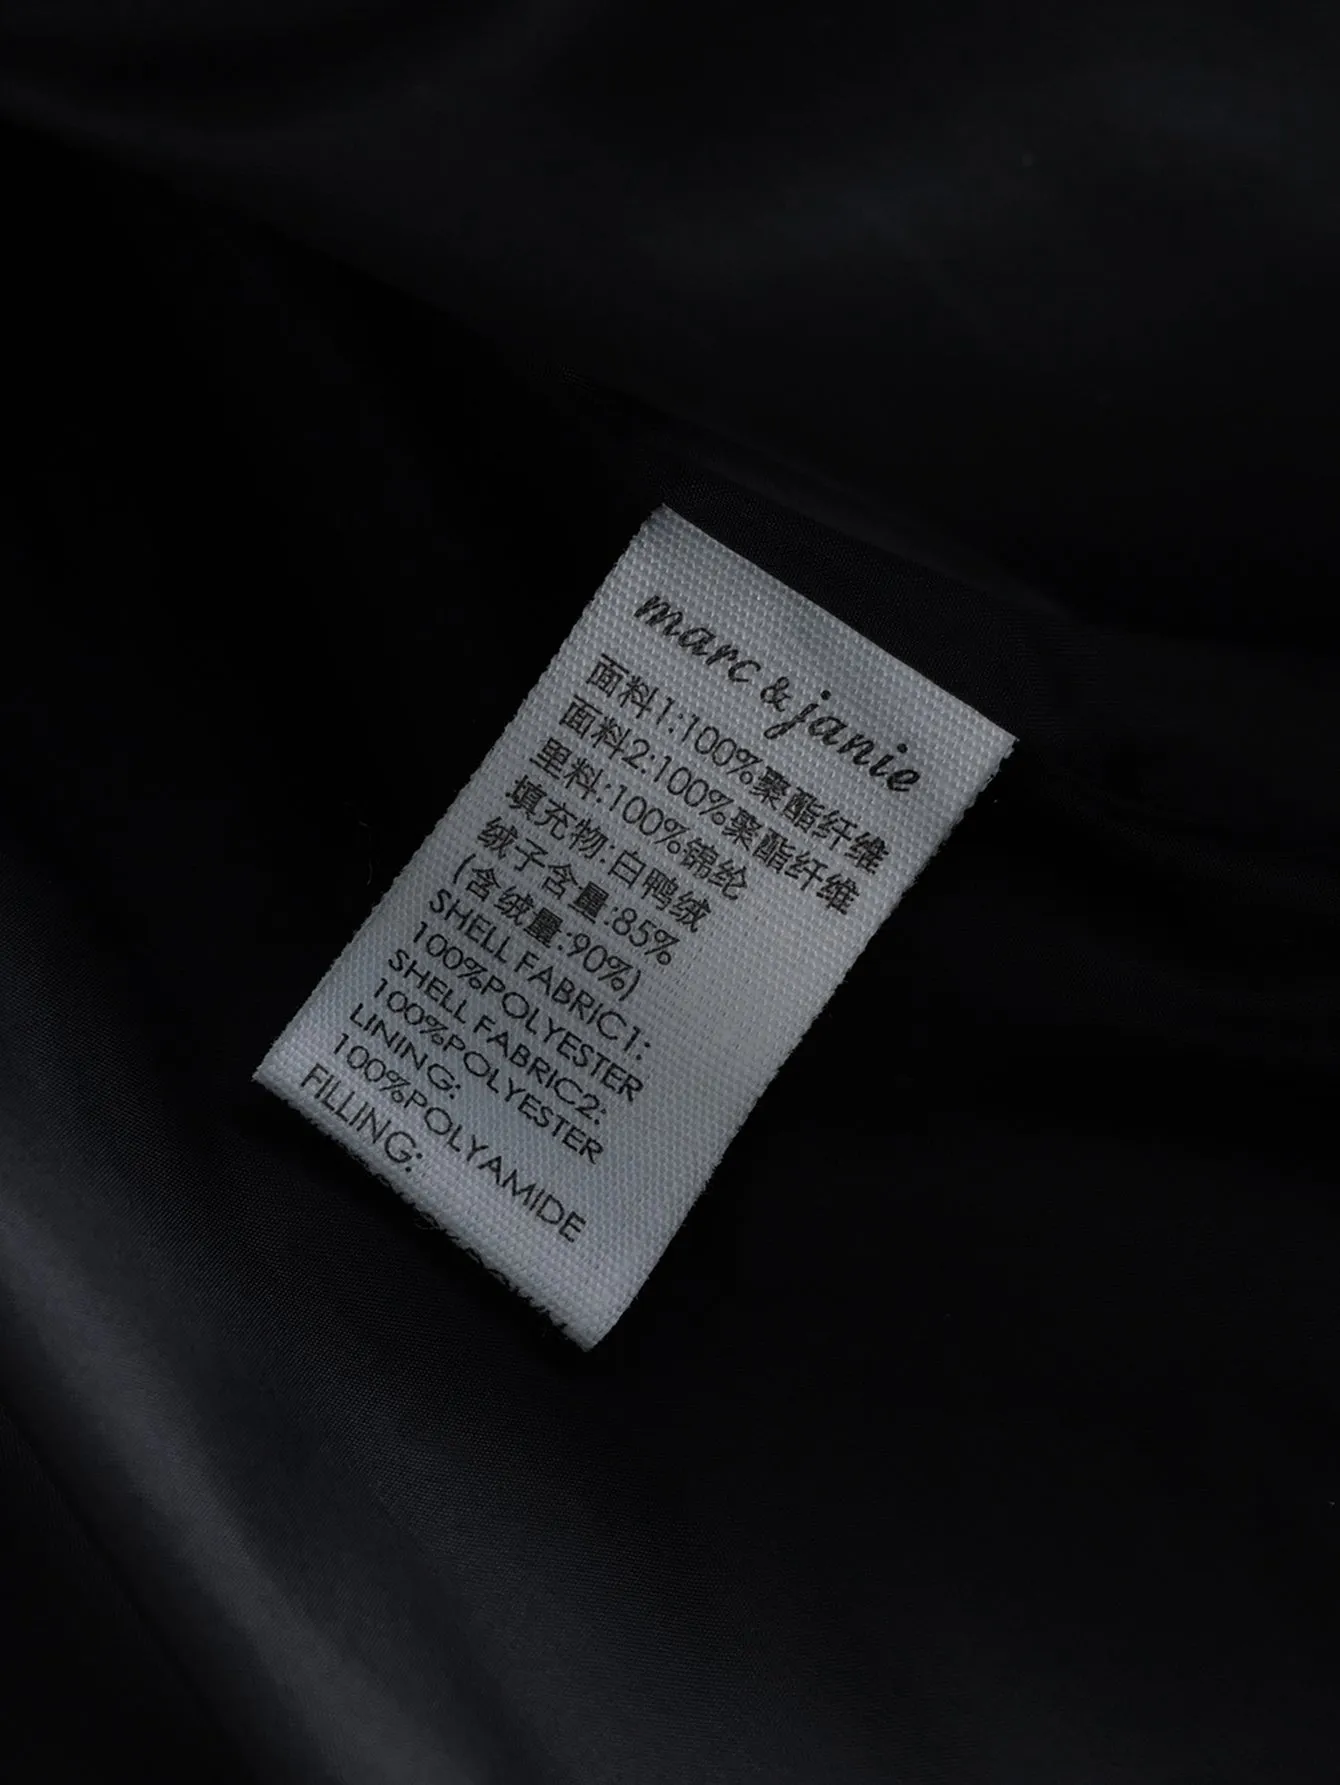 marc & janie
面料1:100%聚酯纤维
面料2:100%聚酯纤维
里料:100%锦纶
填充物:白鸭绒
绒子含量:85%
(含绒量:90%)
SHELL FABRIC1:
100%POLYESTER
SHELL FABRIC2:
100%POLYESTER
LINING:
100%POLYAMIDE
FILLING: